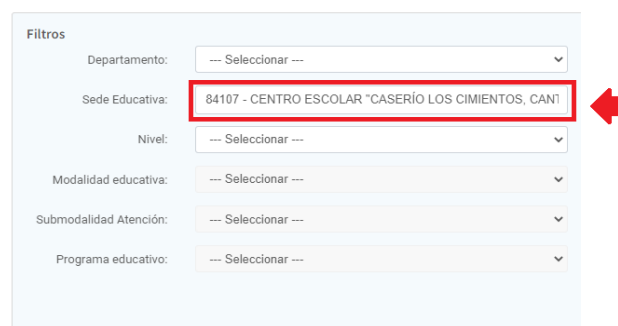 Filtros
Departamento: --- Seleccionar ---
Sede Educativa: 84107 - CENTRO ESCOLAR "CASERÍO LOS CIMIENTOS, CANT
Nivel: --- Seleccionar ---
Modalidad educativa: --- Seleccionar ---
Submodalidad Atención: --- Seleccionar ---
Programa educativo: --- Seleccionar ---